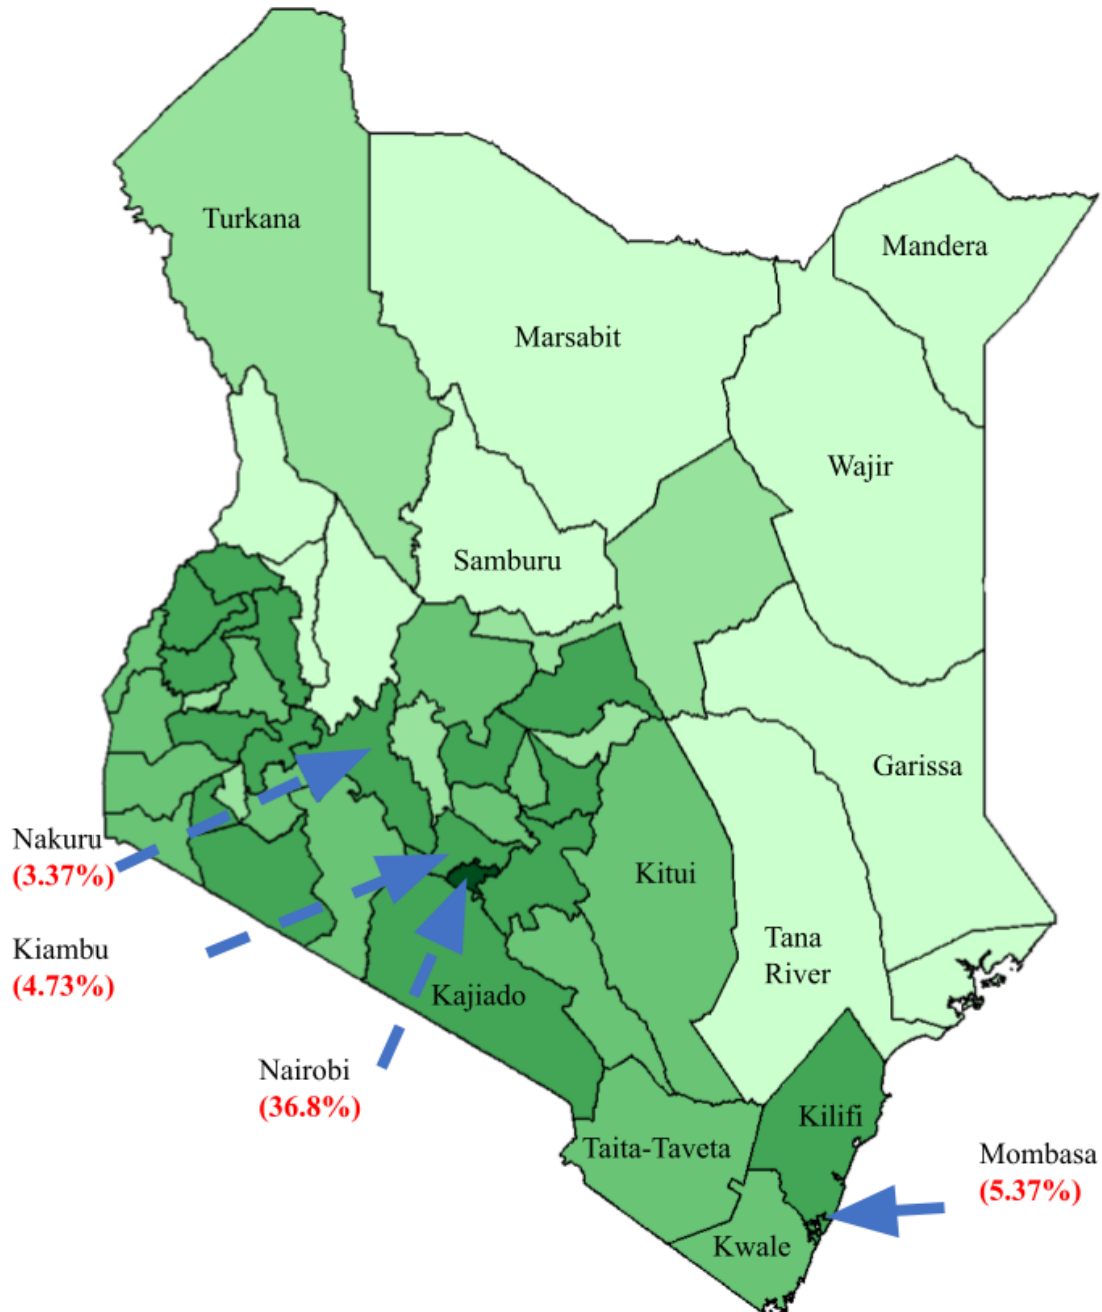 Turkana
Mandera
Marsabit
Wajir
Samburu
Garissa
Nakuru
(3.37%)
Kitui
Kiambu
(4.73%)
Tana
River
Kajiado
Nairobi
(36.8%)
Kilifi
Taita-Taveta
Mombasa
(5.37%)
Kwale